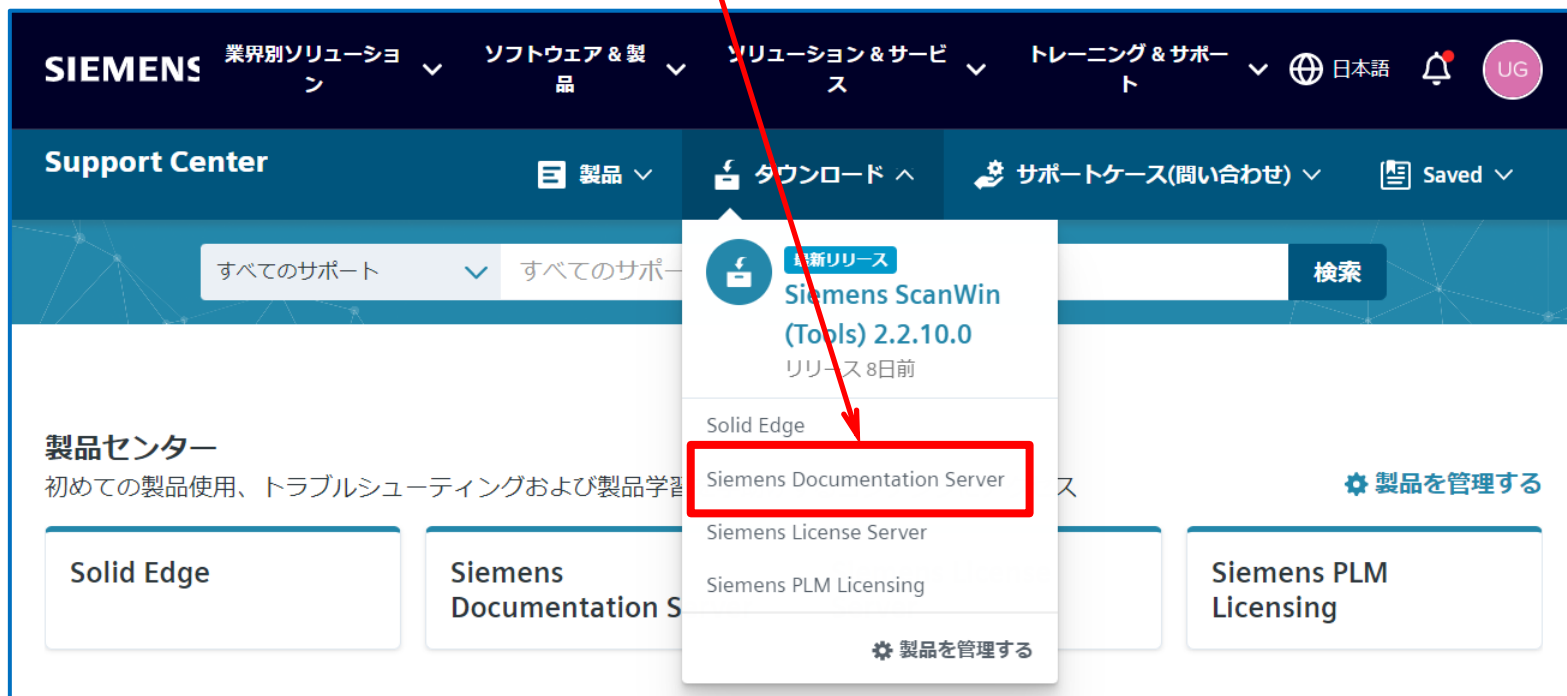 SIEMENS
業界別ソリューショ
ン
ソフトウェア & 製
品
ソリューション & サービ
ス
トレーニング & サポー
ト
日本語
UG
Support Center
製品
ダウンロード
サポートケース(問い合わせ)
Saved
すべてのサポート
すべてのサポー
検索
最新リリース
Siemens ScanWin
(Tools) 2.2.10.0
リリース 8日前
Solid Edge
Siemens Documentation Server
Siemens License Server
Siemens PLM Licensing
製品を管理する
製品センター
初めての製品使用、トラブルシューティングおよび製品学習
ス
製品を管理する
Solid Edge
Siemens
Documentation S
Siemens PLM
Licensing